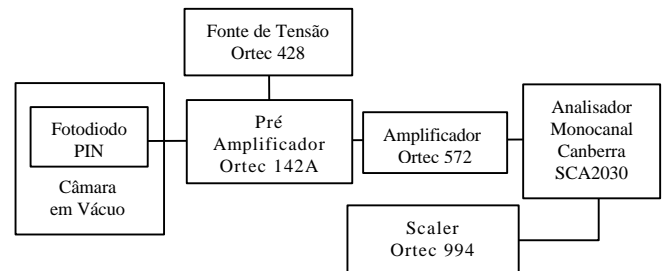 Fonte de Tensão
Ortec 428
Fotodiodo
PIN
Câmara
em Vácuo
Pré
Amplificador
Ortec 142A
Amplificador
Ortec 572
Analisador
Monocanal
Canberra
SCA2030
Scaler
Ortec 994